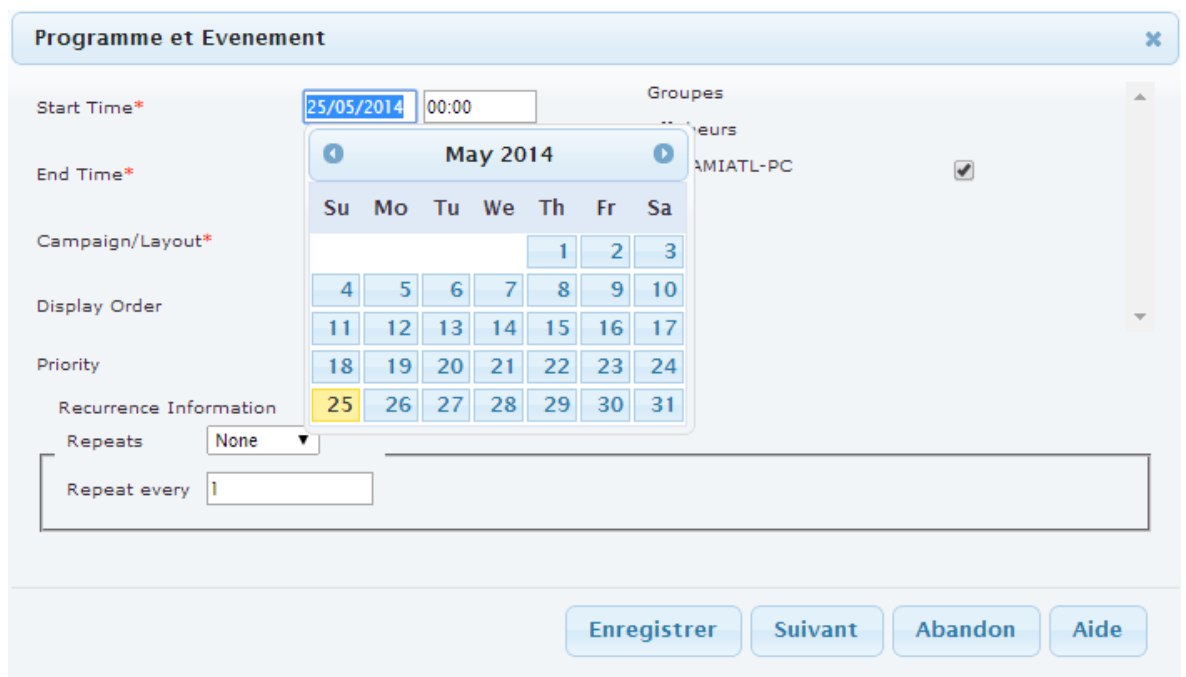 Programme et Evenement
Start Time* 25/05/2014 00:00
Groupes
End Time*
AMIATL-PC
May 2014
Su Mo Tu We Th Fr Sa
1 2 3
4 5 6 7 8 9 10
11 12 13 14 15 16 17
18 19 20 21 22 23 24
25 26 27 28 29 30 31
Campaign/Layout*
Display Order
Priority
Recurrence Information
Repeats None
Repeat every 1
Enregistrer Suivant Abandon Aide